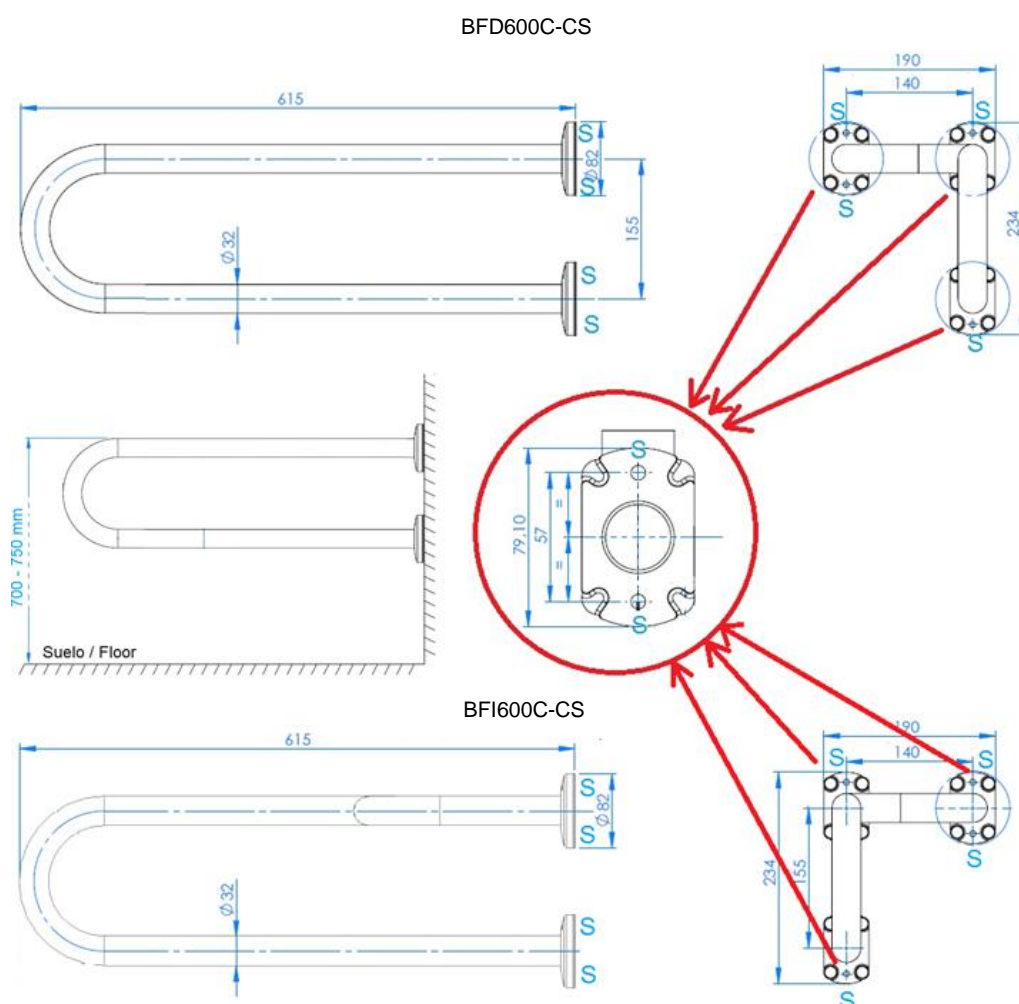 BFD600C-CS
615
S
S
Ø82
155
Ø32
S
S
190
140
S
S
S
234
S
700 - 750 mm
Suelo / Floor
S
79,10
57
=
=
S
BFI600C-CS
615
S
S
Ø82
Ø32
S
S
190
140
S
S
S
234
155
S